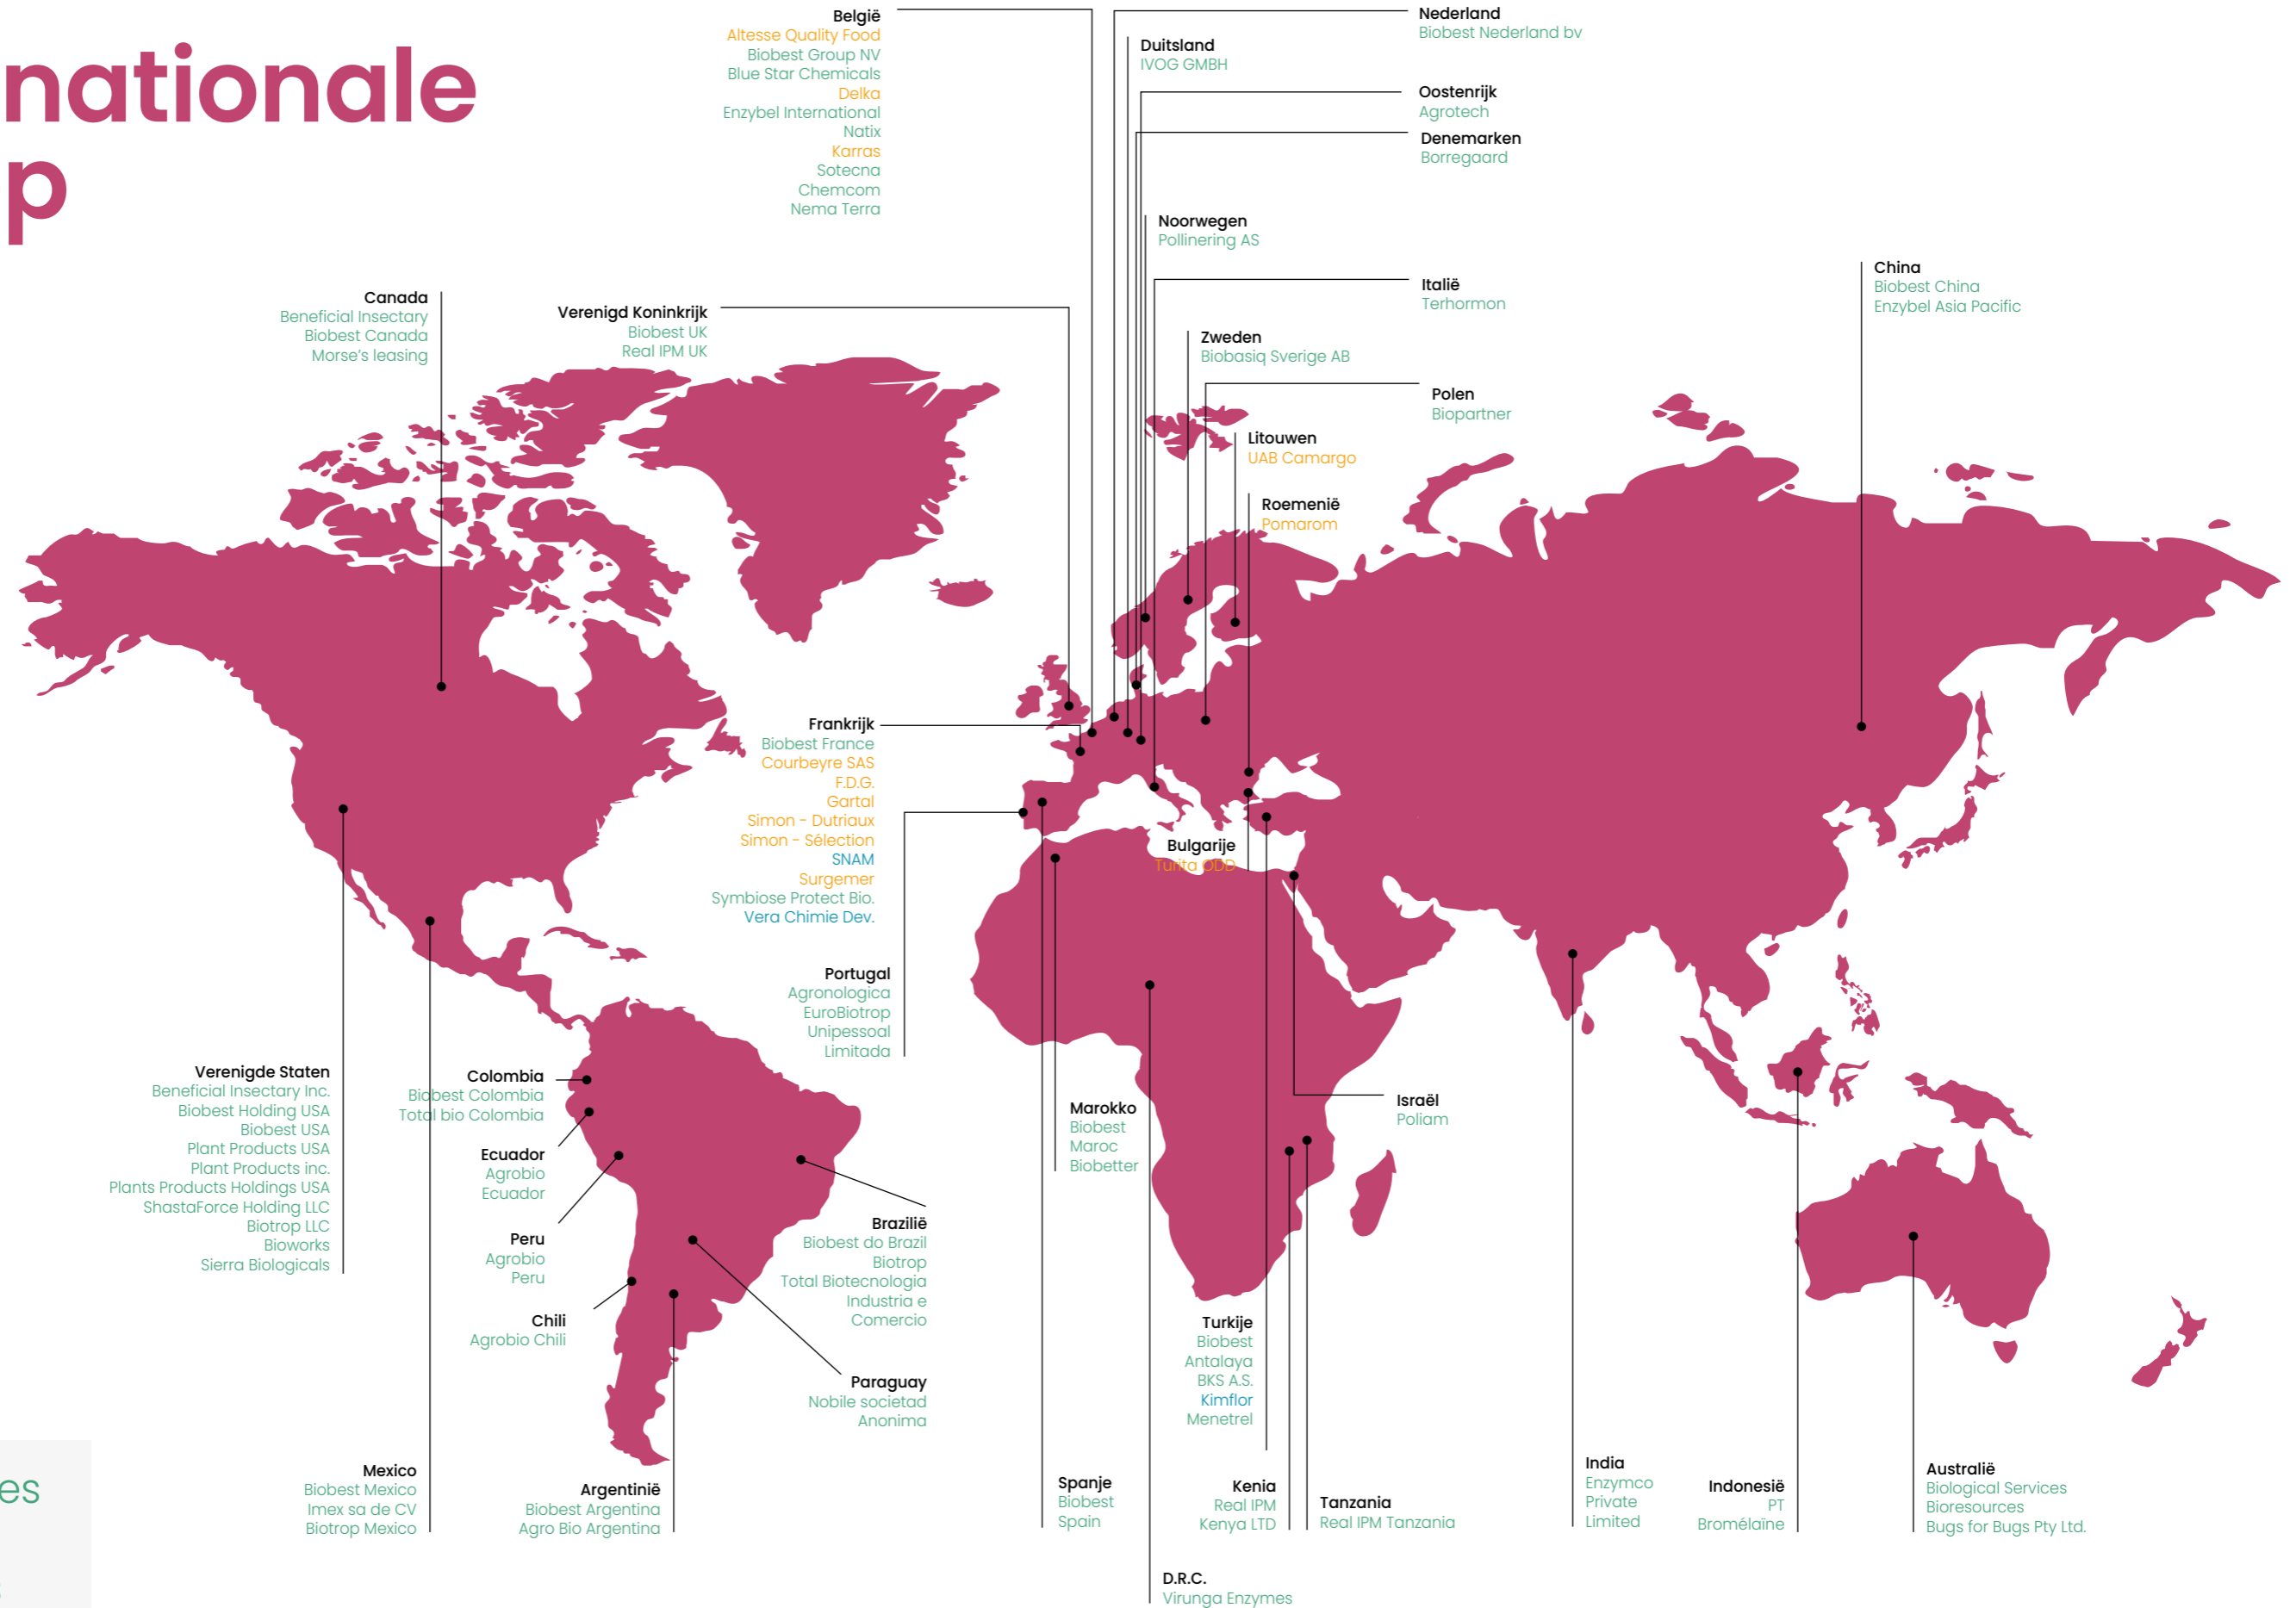 nationale
p
België
Altesse Quality Food
Biobest Group NV
Blue Star Chemicals
Delka
Enzybel International
Natix
Karras
Sotecna
Chemcom
Nema Terra
Nederland
Biobest Nederland bv
Duitsland
IVOG GMBH
Oostenrijk
Agrotech
Denemarken
Borregaard
Noorwegen
Pollinering AS
Italië
Terhormon
China
Biobest China
Enzybel Asia Pacific
Canada
Beneficial Insectary
Biobest Canada
Morse's leasing
Verenigd Koninkrijk
Biobest UK
Real IPM UK
Zweden
Biobasiq Sverige AB
Polen
Biopartner
Litouwen
UAB Camargo
Roemenië
Pomarom
Frankrijk
Biobest France
Courbeyre SAS
F.D.G.
Gartal
Simon - Dutriaux
Simon - Sélection
SNAM
Surgemer
Symbiose Protect Bio.
Vera Chimie Dev.
Bulgarije
Turita ODD
Portugal
Agronologica
EuroBiotrop
Unipessoal
Limitada
Verenigde Staten
Beneficial Insectary Inc.
Biobest Holding USA
Biobest USA
Plant Products USA
Plant Products inc.
Plants Products Holdings USA
ShastaForce Holding LLC
Biotrop LLC
Bioworks
Sierra Biologicals
Colombia
Biobest Colombia
Total bio Colombia
Ecuador
Agrobio
Ecuador
Peru
Agrobio
Peru
Chili
Agrobio Chili
Brazilië
Biobest do Brazil
Biotrop
Total Biotecnologia
Industria e
Comercio
Paraguay
Nobile societad
Anonima
Marokko
Biobest
Maroc
Biobetter
Israël
Poliam
Turkije
Biobest
Antalaya
BKS A.S.
Kimflor
Menetrel
Mexico
Biobest Mexico
Imex sa de CV
Biotrop Mexico
Argentinië
Biobest Argentina
Agro Bio Argentina
Spanje
Biobest
Spain
Kenia
Real IPM
Kenya LTD
Tanzania
Real IPM Tanzania
India
Enzymco
Private
Limited
Indonesië
PT
Bromélaïne
Australië
Biological Services
Bioresources
Bugs for Bugs Pty Ltd.
D.R.C.
Virunga Enzymes
es